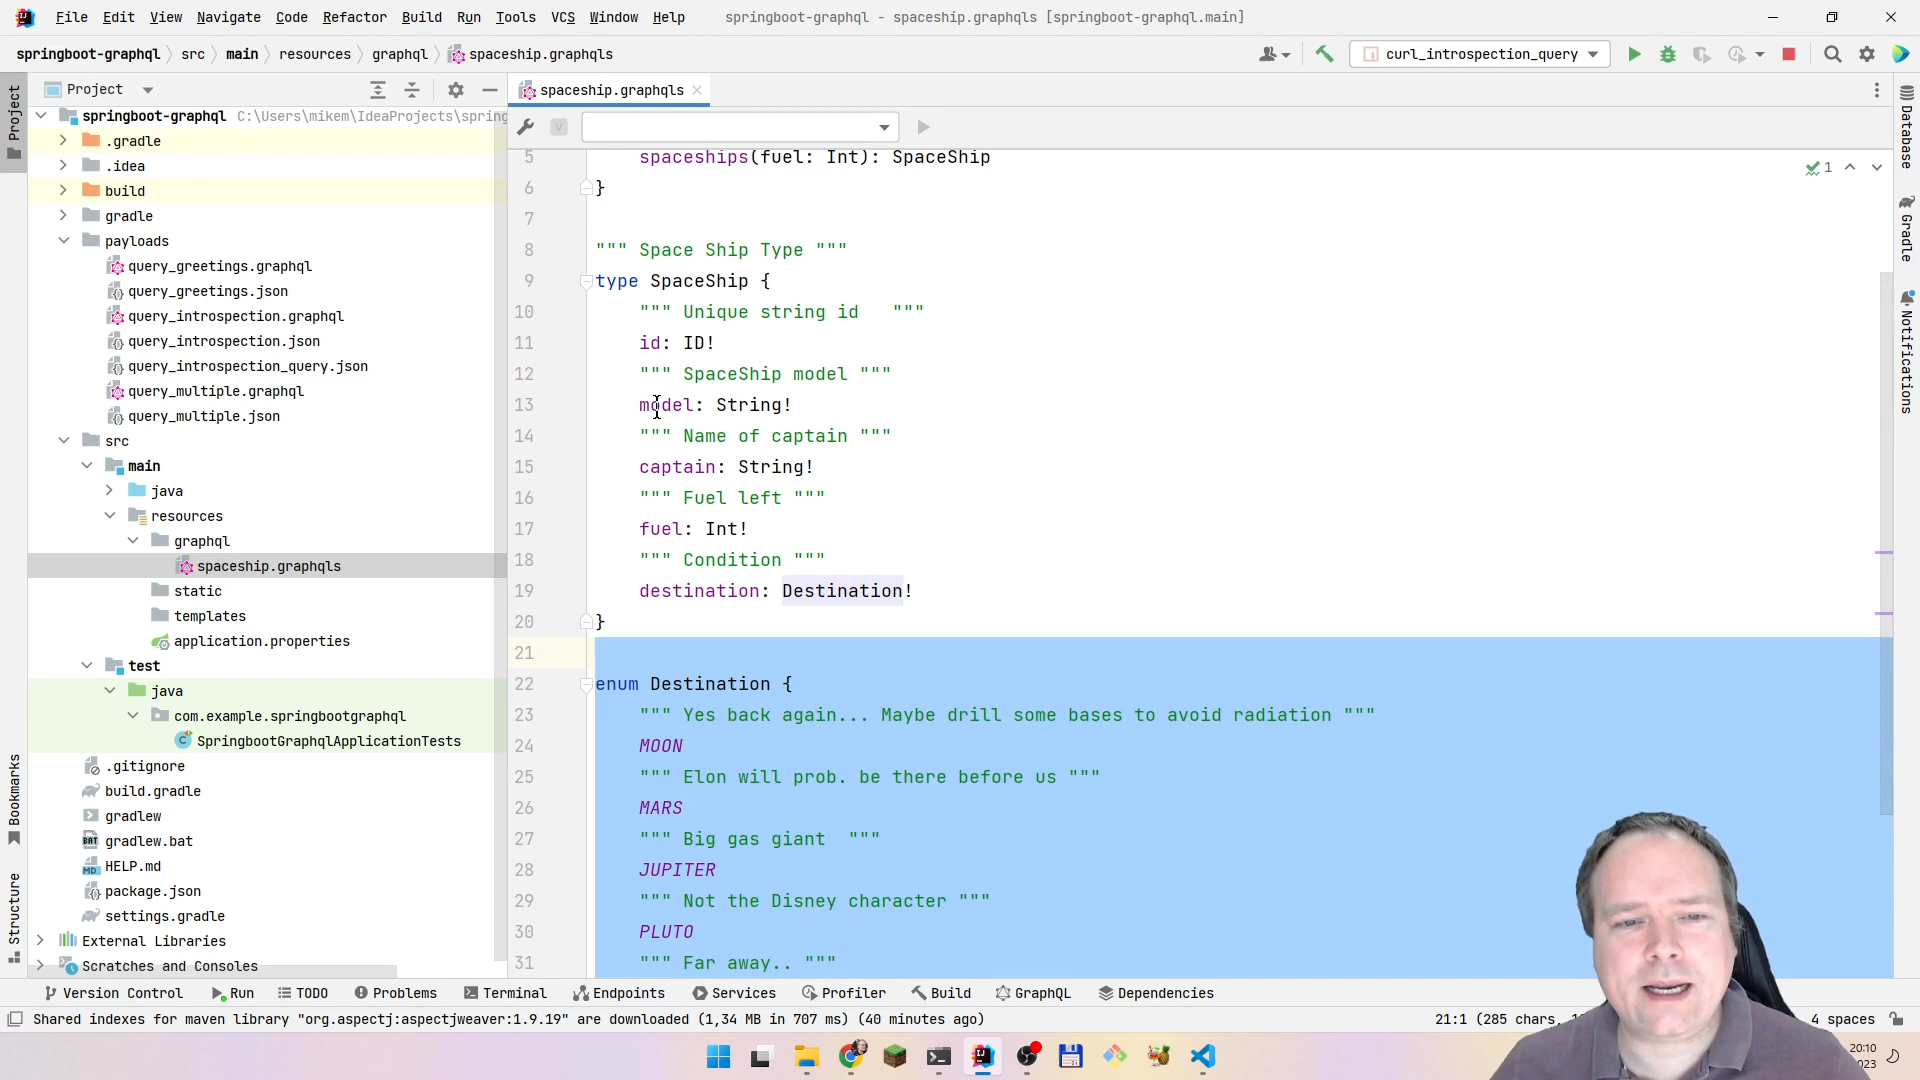 File Edit View Navigate Code Refactor Build Run Tools VCS Window Help springboot-graphql - spaceship.graphqls [springboot-graphql.main]
springboot-graphql src main resources graphql spaceship.graphqls curl_introspection_query
Project spaceship.graphqls
springboot-graphql C:\Users\mikem\IdeaProjects\spring
.gradle
.idea
build
gradle
payloads
query_greetings.graphql
query_greetings.json
query_introspection.graphql
query_introspection.json
query_introspection_query.json
query_multiple.graphql
query_multiple.json
src
main
java
resources
graphql
spaceship.graphqls
static
templates
application.properties
test
java
com.example.springbootgraphql
SpringbootGraphqlApplicationTests
.gitignore
build.gradle
gradlew
gradlew.bat
HELP.md
package.json
settings.gradle
External Libraries
Scratches and Consoles
Project
Bookmarks
Structure
5 spaceships(fuel: Int): SpaceShip
6 }
7
8 """ Space Ship Type """
9 type SpaceShip {
10 """ Unique string id """
11 id: ID!
12 """ SpaceShip model """
13 model: String!
14 """ Name of captain """
15 captain: String!
16 """ Fuel left """
17 fuel: Int!
18 """ Condition """
19 destination: Destination!
20 }
21
22 enum Destination {
23 """ Yes back again... Maybe drill some bases to avoid radiation """
24 MOON
25 """ Elon will prob. be there before us """
26 MARS
27 """ Big gas giant """
28 JUPITER
29 """ Not the Disney character """
30 PLUTO
31 """ Far away.. """
1
Database
Gradle
Notifications
Version Control Run TODO Problems Terminal Endpoints Services Profiler Build GraphQL Dependencies
Shared indexes for maven library "org.aspectj:aspectjweaver:1.9.19" are downloaded (1,34 MB in 707 ms) (40 minutes ago) 21:1 (285 chars, 4 spaces
20:10
023